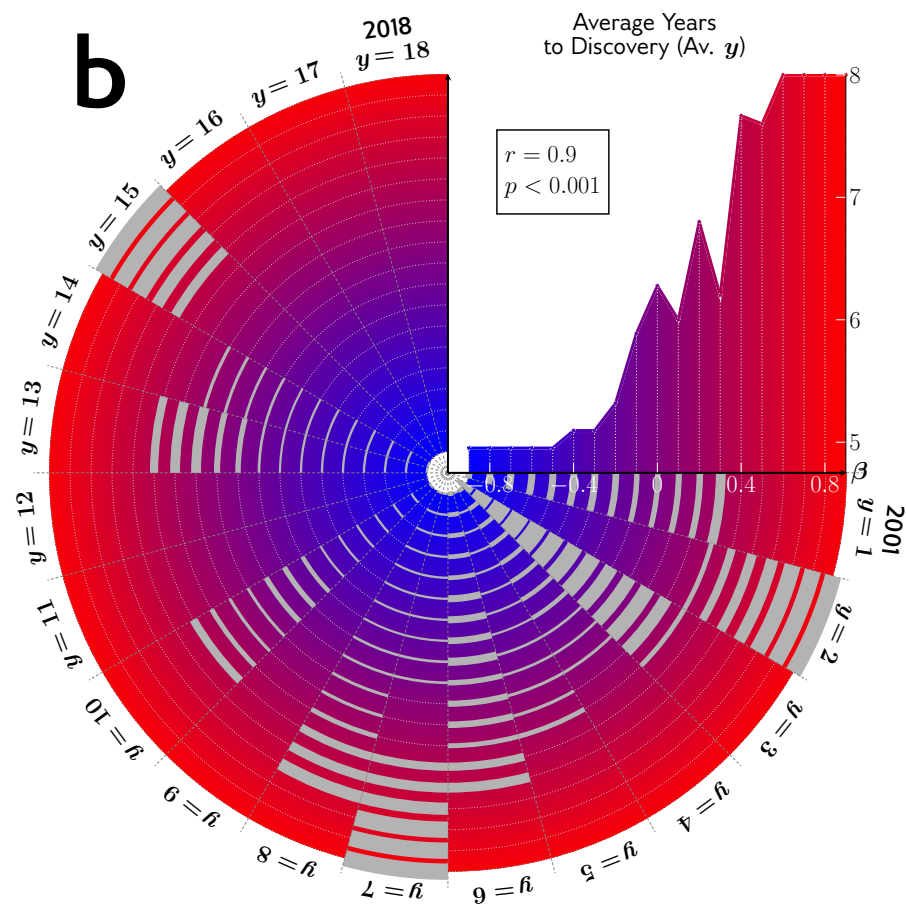 b
2018
y = 18
y = 17
y = 16
y = 15
y = 14
y = 13
y = 12
y = 11
y = 10
y = 9
y = 8
y = 7
y = 6
y = 5
y = 4
y = 3
y = 2
y = 1
2001
Average Years
to Discovery (Av. y)
r = 0.9
p < 0.001
8
7
6
5
β
−0.8
−0.4
0
0.4
0.8